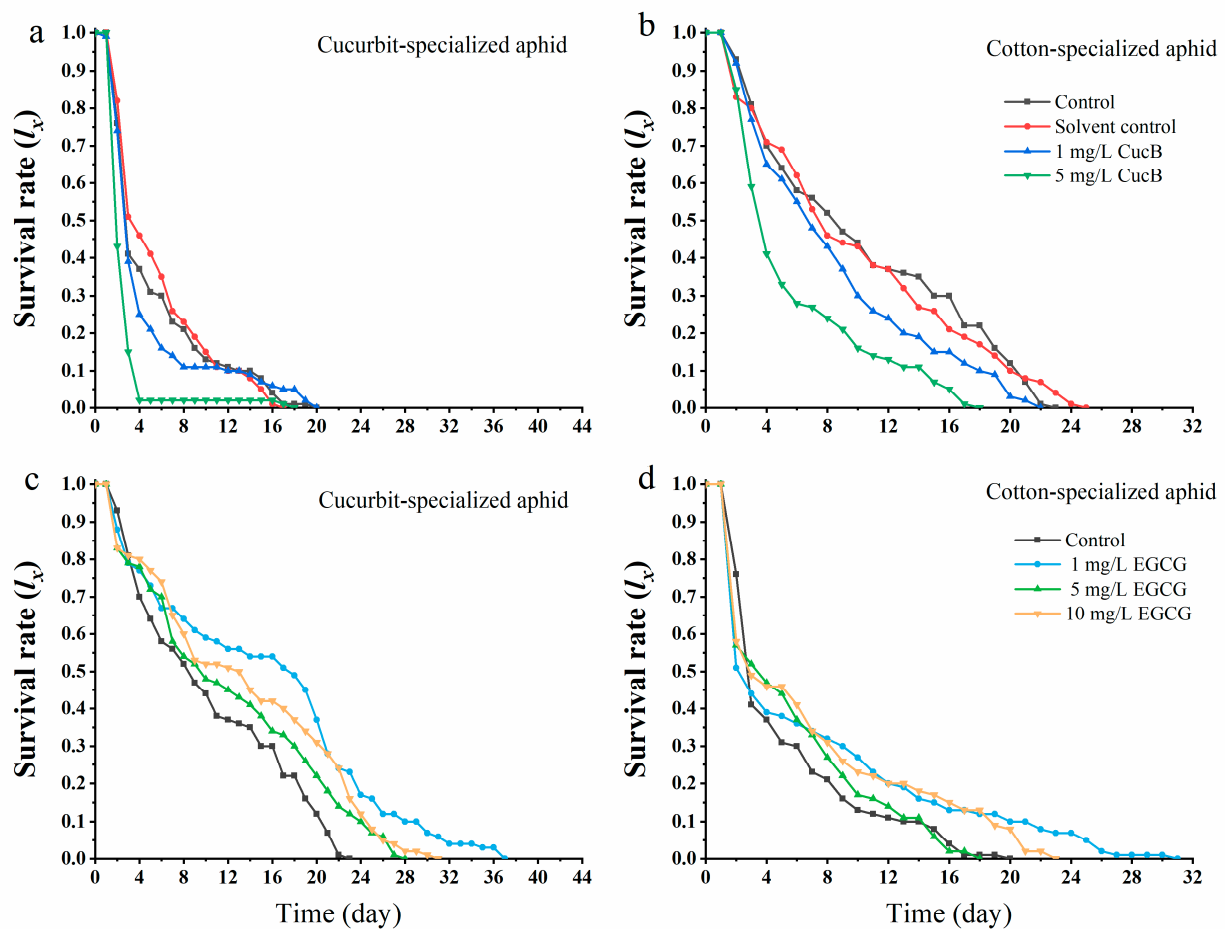 a
Cucurbit-specialized aphid
Survival rate (lx)
1.0
0.9
0.8
0.7
0.6
0.5
0.4
0.3
0.2
0.1
0.0
0 4 8 12 16 20 24 28 32 36 40 44
b
Cotton-specialized aphid
Control
Solvent control
1 mg/L CucB
5 mg/L CucB
Survival rate (lx)
1.0
0.9
0.8
0.7
0.6
0.5
0.4
0.3
0.2
0.1
0.0
0 4 8 12 16 20 24 28 32
c
Cucurbit-specialized aphid
Survival rate (lx)
1.0
0.9
0.8
0.7
0.6
0.5
0.4
0.3
0.2
0.1
0.0
0 4 8 12 16 20 24 28 32 36 40 44
Time (day)
d
Cotton-specialized aphid
Control
1 mg/L EGCG
5 mg/L EGCG
10 mg/L EGCG
Survival rate (lx)
1.0
0.9
0.8
0.7
0.6
0.5
0.4
0.3
0.2
0.1
0.0
0 4 8 12 16 20 24 28 32
Time (day)